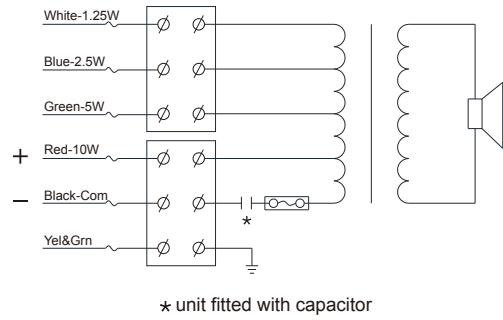 White-1.25W
Blue-2.5W
Green-5W
+ Red-10W
− Black-Com
*
Yel&Grn
* unit fitted with capacitor